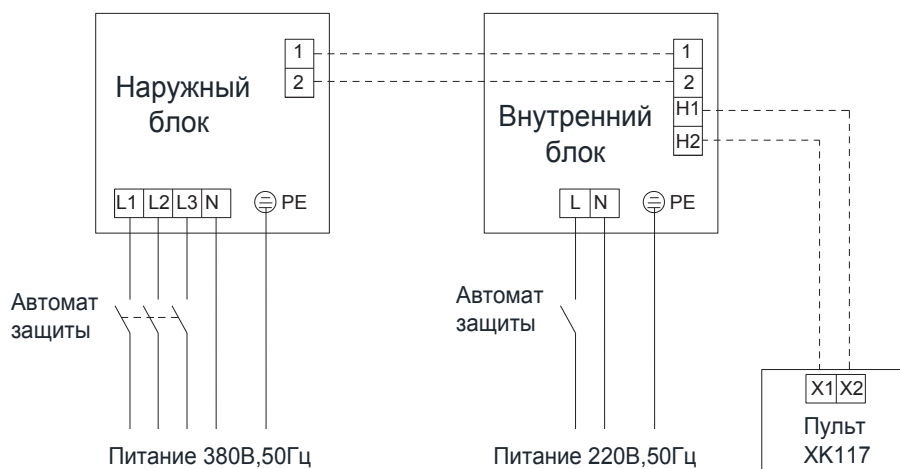 Наружный
блок
1
2
L1 L2 L3 N
PE
Автомат
защиты
Питание 380В,50Гц
Внутренний
блок
1
2
H1
H2
L N
PE
Автомат
защиты
Питание 220В,50Гц
X1 X2
Пульт
XK117